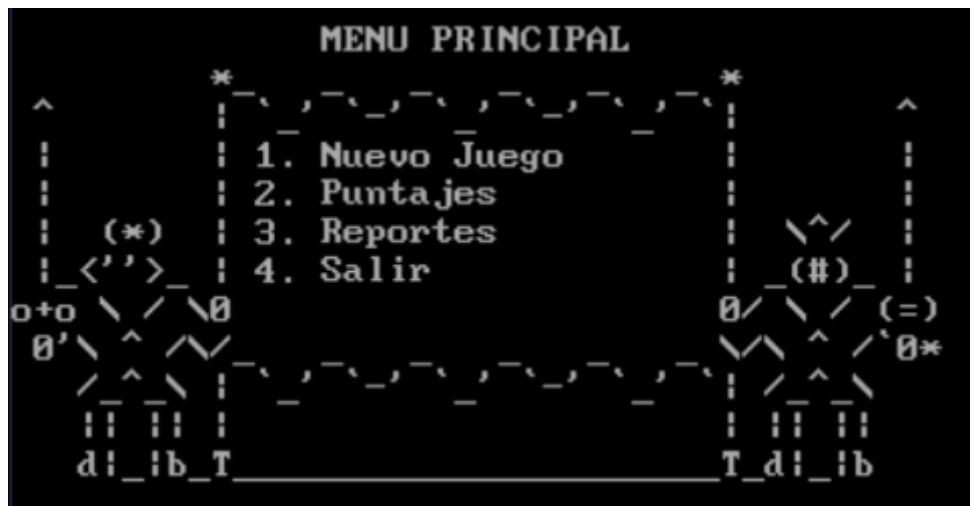 MENU PRINCIPAL
1. Nuevo Juego
2. Puntajes
3. Reportes
4. Salir